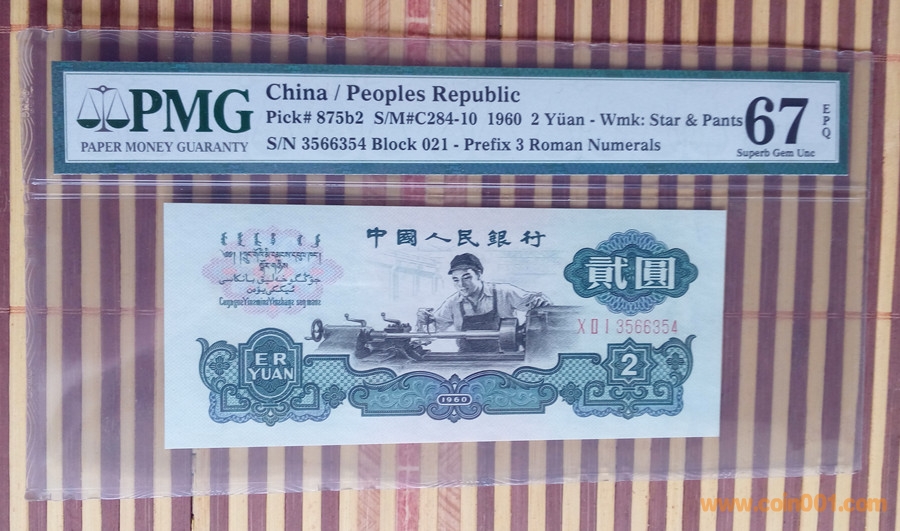 PMG
PAPER MONEY GUARANTY
China / Peoples Republic
Pick# 875b2 S/M#C284-10 1960 2 Yüan - Wmk: Star & Pants
S/N 3566354 Block 021 - Prefix 3 Roman Numerals
67
EPQ
Superb Gem Unc
中國人民銀行
貳圓
X II I 3566354
ER
YUAN
2
1960
www.coin001.com